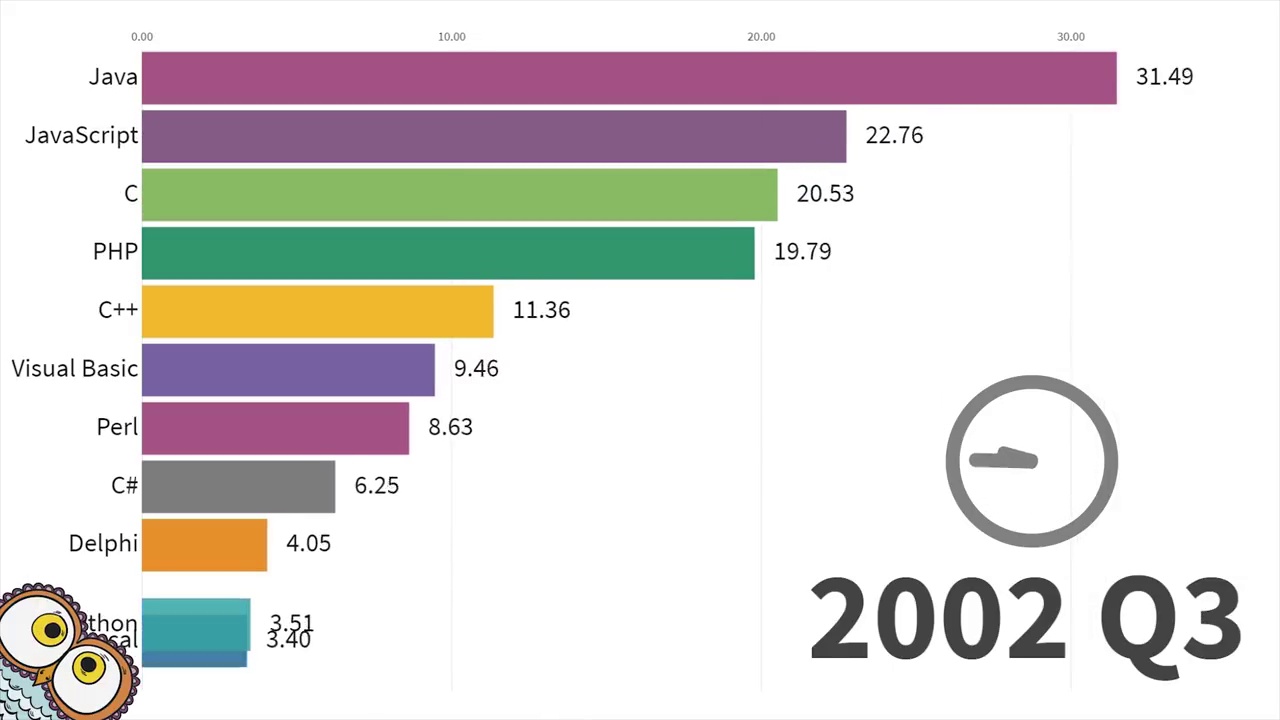 0.00 10.00 20.00 30.00
Java 31.49
JavaScript 22.76
C 20.53
PHP 19.79
C++ 11.36
Visual Basic 9.46
Perl 8.63
C# 6.25
Delphi 4.05
thon 3.51
3.40
2002 Q3